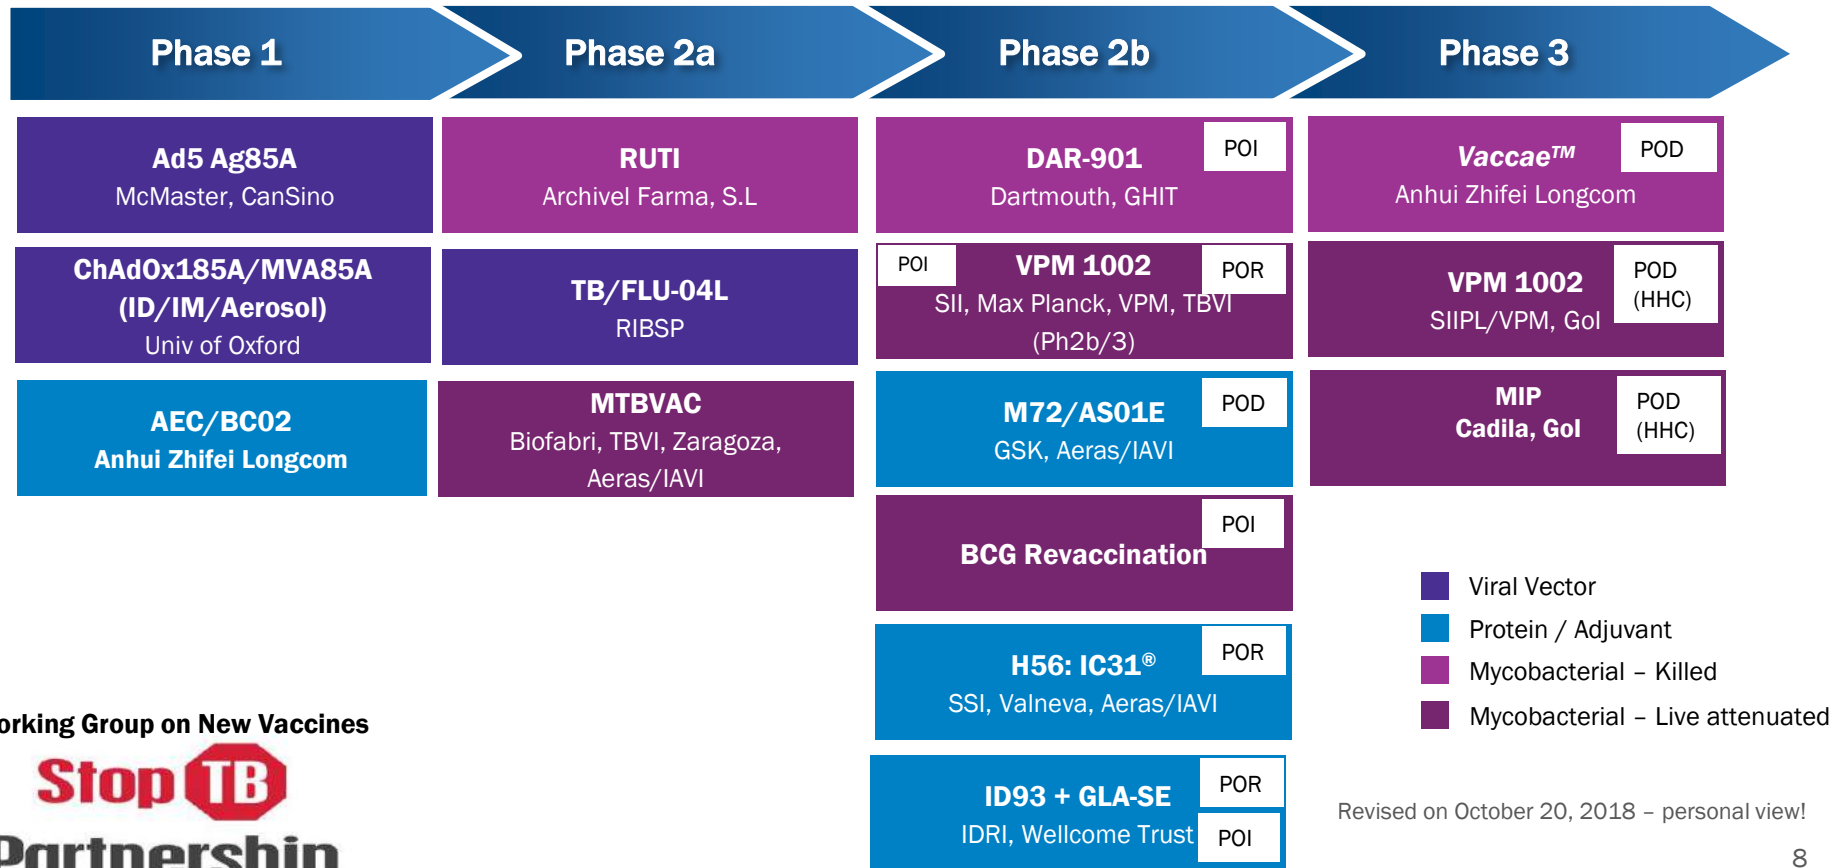 Phase 1
Phase 2a
Phase 2b
Phase 3
Ad5 Ag85A
McMaster, CanSino
ChAdOx185A/MVA85A
(ID/IM/Aerosol)
Univ of Oxford
AEC/BC02
Anhui Zhifei Longcom
RUTI
Archivel Farma, S.L
TB/FLU-04L
RIBSP
MTBVAC
Biofabri, TBVI, Zaragoza,
Aeras/IAVI
DAR-901
POI
Dartmouth, GHIT
POI
VPM 1002
POR
SII, Max Planck, VPM, TBVI
(Ph2b/3)
M72/AS01E
POD
GSK, Aeras/IAVI
POI
BCG Revaccination
H56: IC31®
POR
SSI, Valneva, Aeras/IAVI
ID93 + GLA-SE
POR
IDRI, Wellcome Trust
POI
Vaccae™
POD
Anhui Zhifei Longcom
VPM 1002
POD
(HHC)
SIIPL/VPM, GoI
MIP
POD
(HHC)
Cadila, GoI
Viral Vector
Protein / Adjuvant
Mycobacterial – Killed
Mycobacterial – Live attenuated
orking Group on New Vaccines
Stop TB
Partnership
Revised on October 20, 2018 – personal view!
8